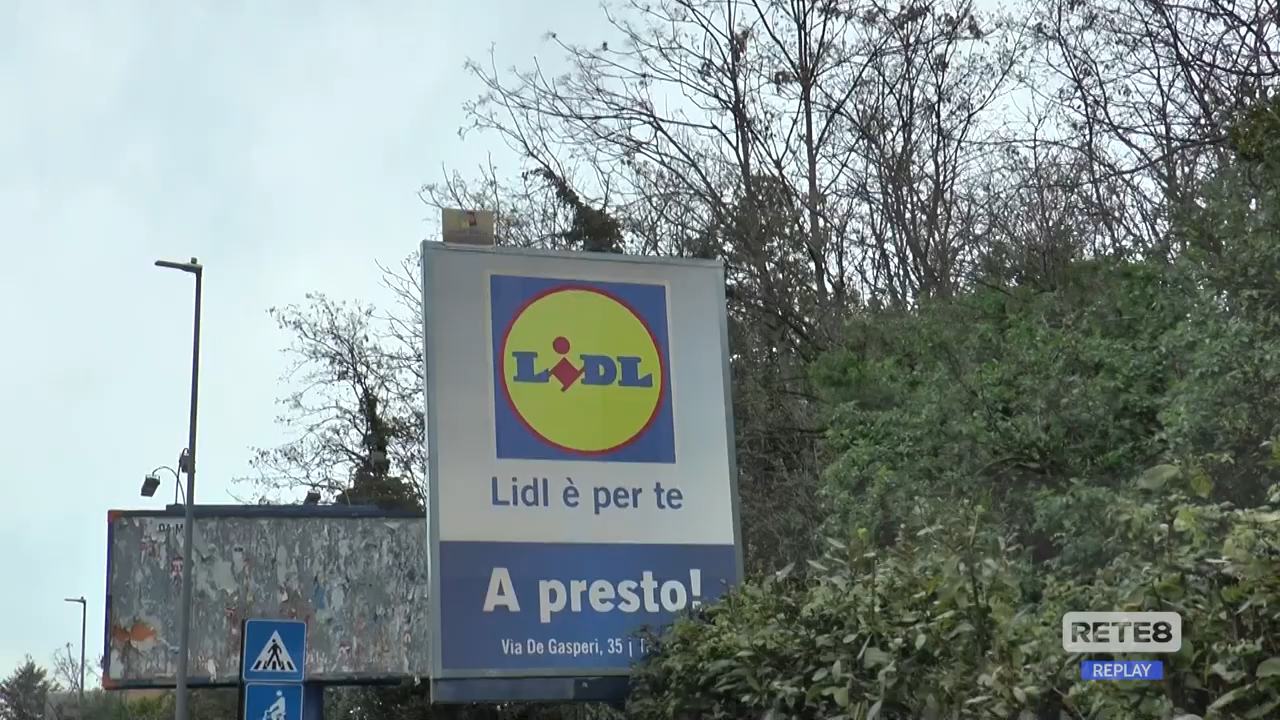 LIDL
Lidl è per te
A presto!
Via De Gasperi, 35 |
RETE8
REPLAY